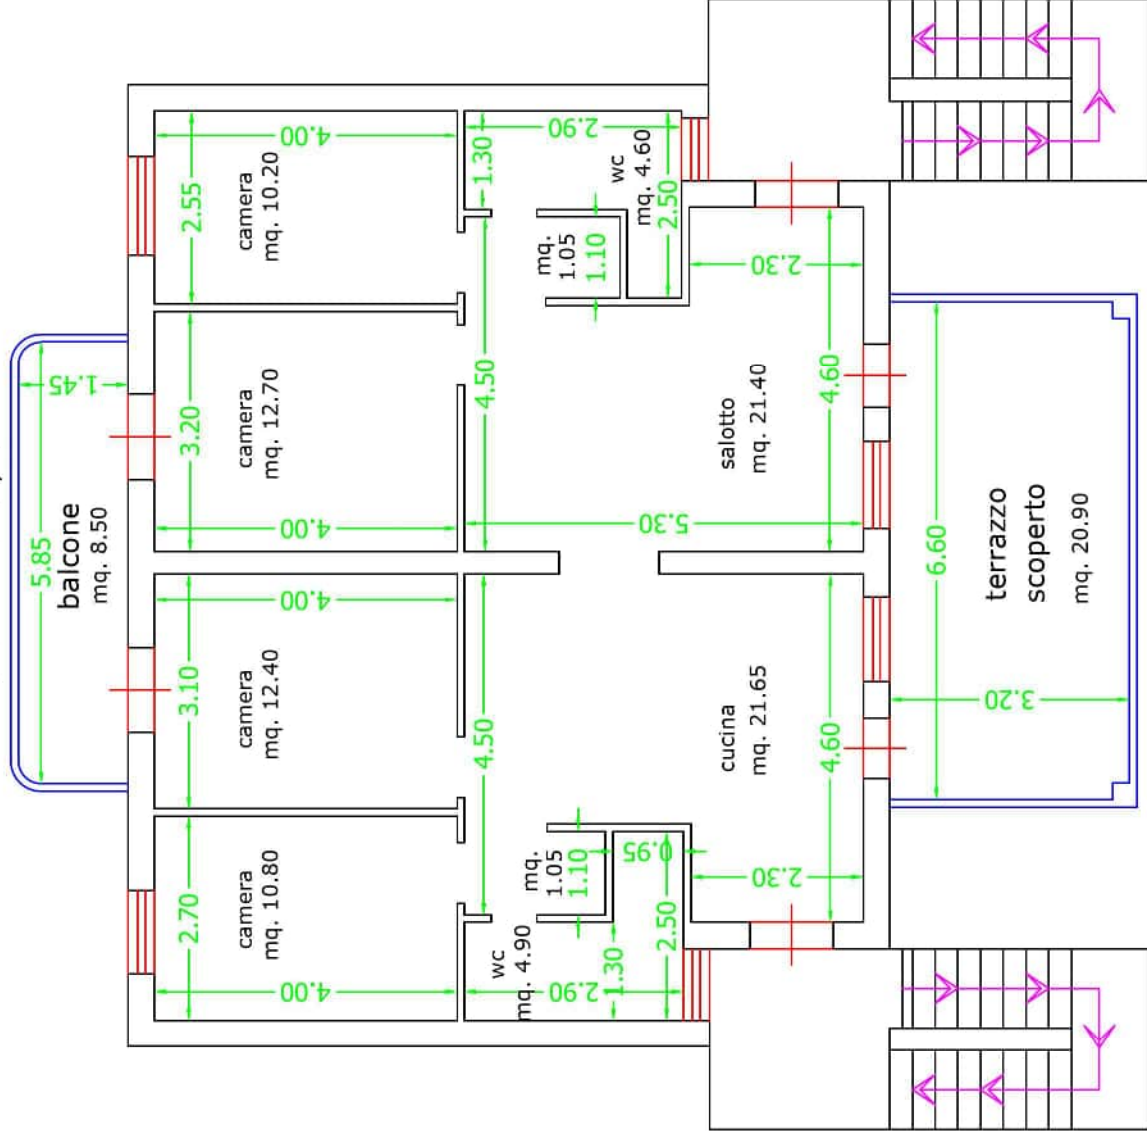 4.00
2.55
camera
mq. 10.20
1.30
2.90
wc
mq. 4.60
2.50
mq.
1.05
1.10
2.30
1.45
3.20
camera
mq. 12.70
4.00
4.50
salotto
mq. 21.40
4.60
5.30
5.85
balcone
mq. 8.50
6.60
terrazzo
scoperto
mq. 20.90
3.20
4.00
3.10
camera
mq. 12.40
4.50
cucina
mq. 21.65
4.60
2.70
camera
mq. 10.80
4.00
mq.
1.05
1.10
0.95
2.30
wc
mq. 4.90
2.50
1.30
2.90